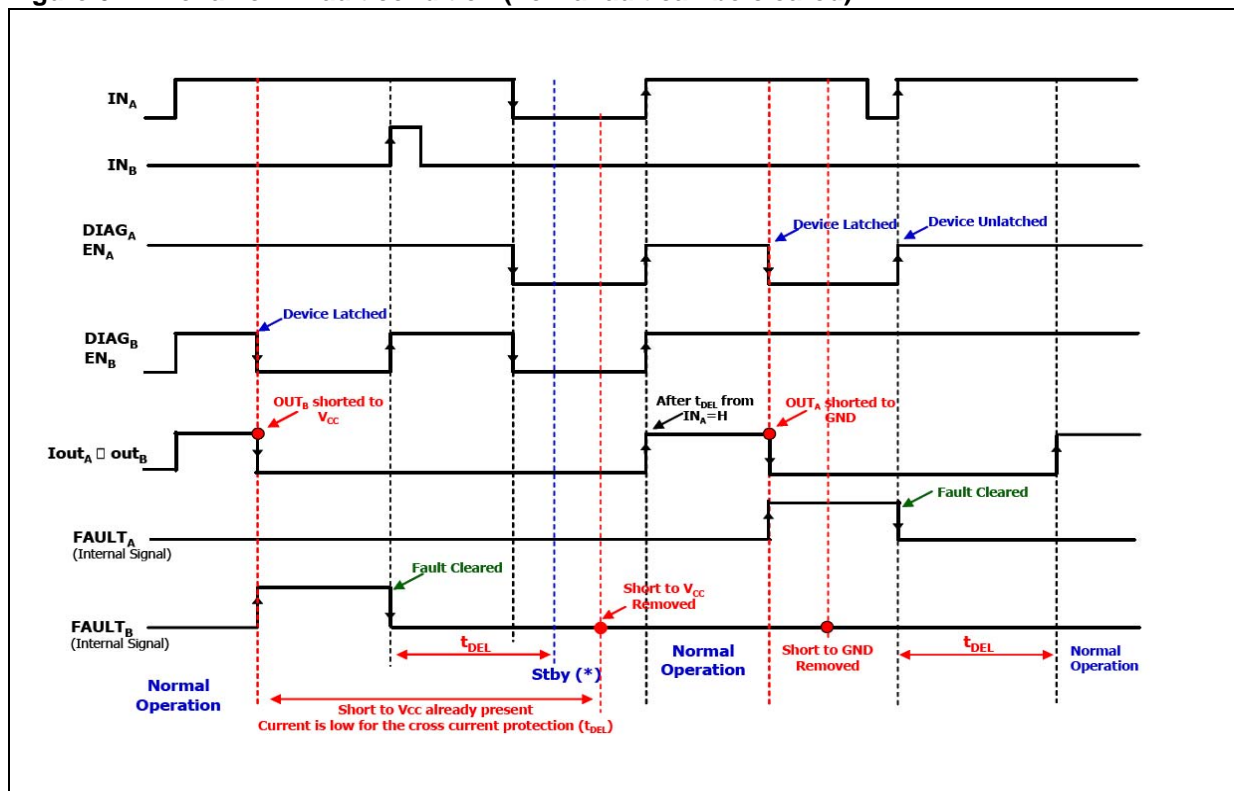 IN_A
IN_B
DIAG_A
EN_A
Device Latched
Device Unlatched
DIAG_B
EN_B
Device Latched
OUT_B shorted to
V_CC
After t_DEL from
IN_A=H
OUT_A shorted to
GND
Iout_A □ out_B
FAULT_A
(Internal Signal)
Fault Cleared
FAULT_B
(Internal Signal)
Fault Cleared
Short to V_CC
Removed
t_DEL
Stby (*)
Normal
Operation
Short to GND
Removed
t_DEL
Normal
Operation
Normal
Operation
Short to Vcc already present
Current is low for the cross current protection (t_DEL)